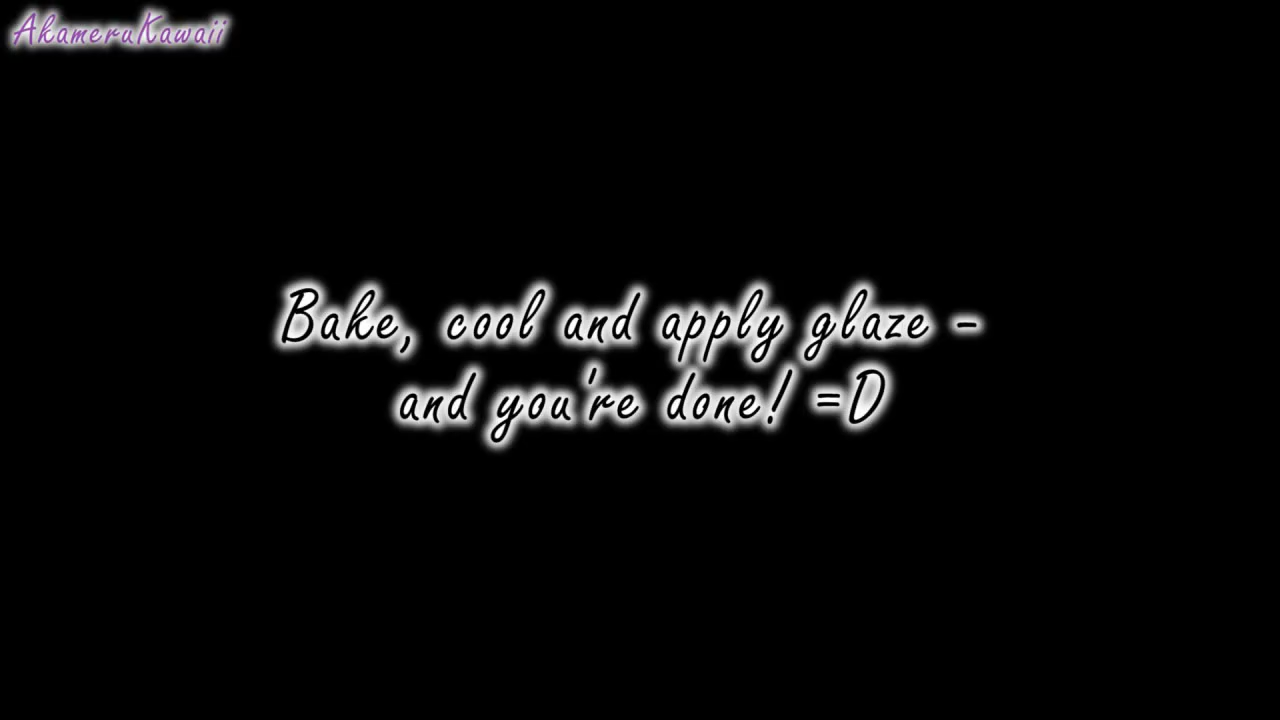 AkameruKawaii
Bake, cool and apply glaze -
and you're done! =D